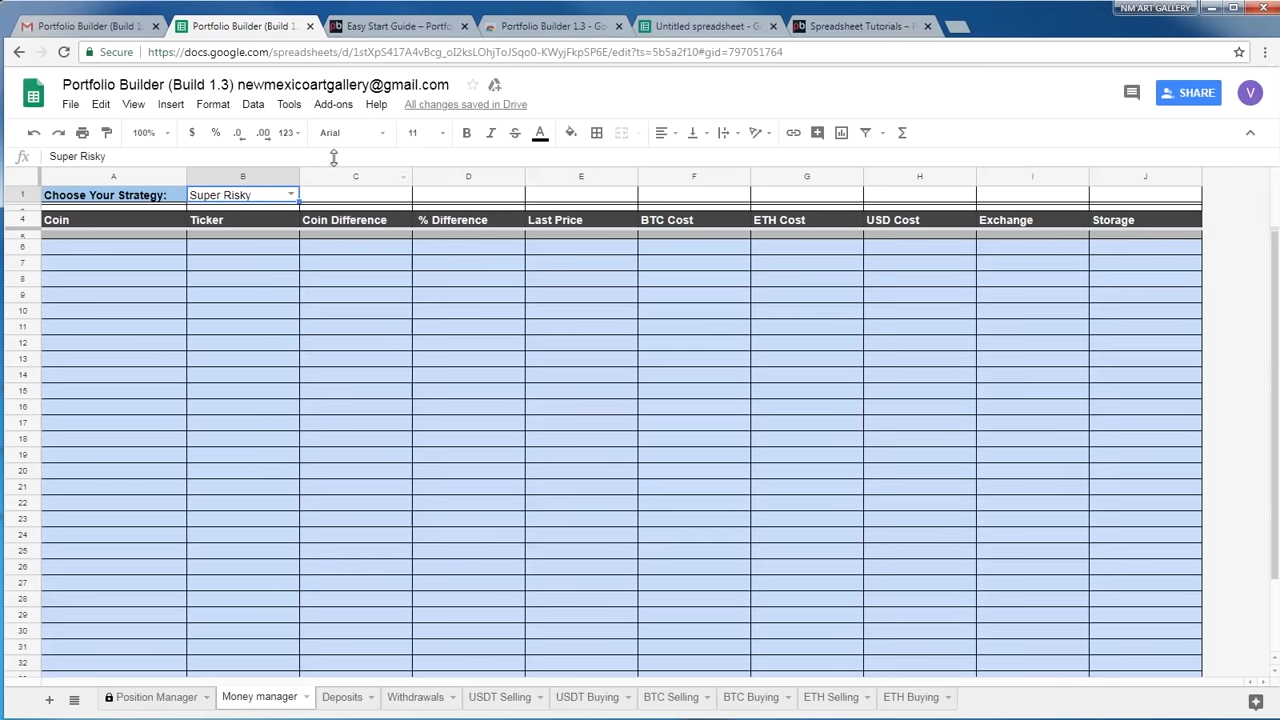 NM ART GALLERY
Portfolio Builder (Build 1.
Portfolio Builder (Build 1.
Easy Start Guide – Portfo
Portfolio Builder 1.3 - Go
Untitled spreadsheet - G
Spreadsheet Tutorials – P
Secure https://docs.google.com/spreadsheets/d/1stXpS417A4vBcg_oI2ksLOhjToJSqo0-KWyjFkpSP6E/edit?ts=5b5a2f10#gid=797051764
Portfolio Builder (Build 1.3) newmexicoartgallery@gmail.com
SHARE
V
File Edit View Insert Format Data Tools Add-ons Help All changes saved in Drive
100% $ % .0 .00 123 Arial 11 B I S A Σ
fx Super Risky
A B C D E F G H I J
1 Choose Your Strategy: Super Risky
4 Coin Ticker Coin Difference % Difference Last Price BTC Cost ETH Cost USD Cost Exchange Storage
5
6
7
8
9
10
11
12
13
14
15
16
17
18
19
20
21
22
23
24
25
26
27
28
29
30
31
32
Position Manager Money manager Deposits Withdrawals USDT Selling USDT Buying BTC Selling BTC Buying ETH Selling ETH Buying